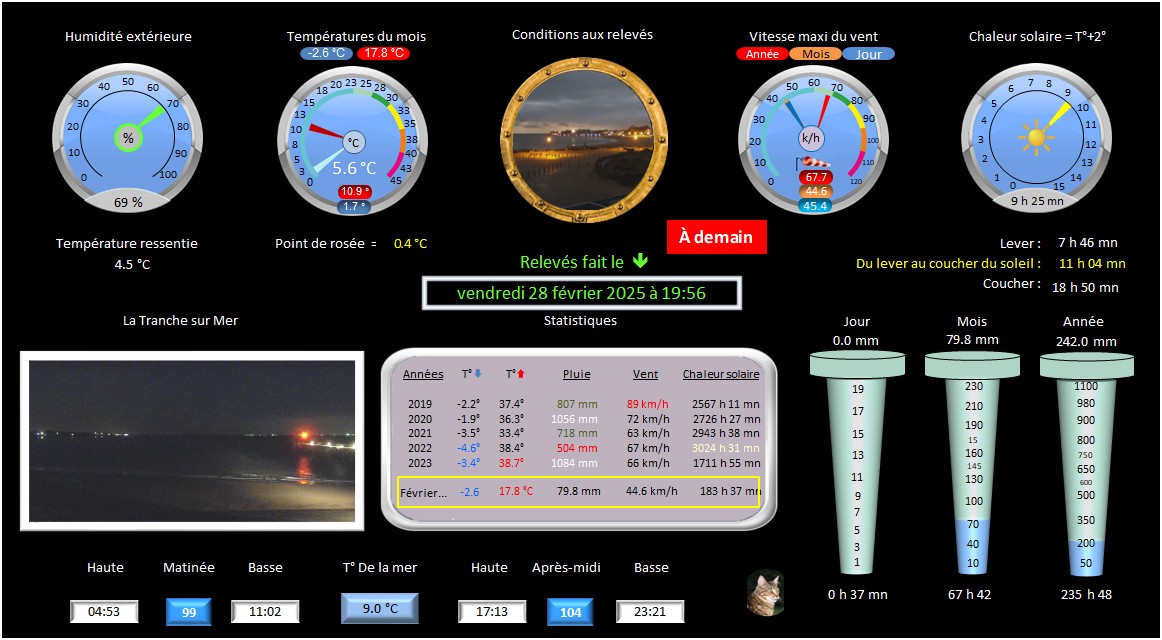 Humidité extérieure
Températures du mois
-2.6 °C 17.8 °C
Conditions aux relevés
Vitesse maxi du vent
Année Mois Jour
Chaleur solaire = T°+2°
0 10 20 30 40 50 60 70 80 90 100
%
69 %
0 3 5 8 10 13 15 18 20 23 25 28 30 33 35 38 40 43 45
°C
5.6 °C
10.9 °
1.7 °
0 10 20 30 40 50 60 70 80 90 100 110 120
k/h
67.7
44.6
45.4
0 1 2 3 4 5 6 7 8 9 10 11 12 13 14 15
9 h 25 mn
Température ressentie
4.5 °C
Point de rosée = 0.4 °C
À demain
Relevés fait le
vendredi 28 février 2025 à 19:56
Lever : 7 h 46 mn
Du lever au coucher du soleil : 11 h 04 mn
Coucher : 18 h 50 mn
La Tranche sur Mer
Statistiques
Années T° T° Pluie Vent Chaleur solaire
2019 -2.2° 37.4° 807 mm 89 km/h 2567 h 11 mn
2020 -1.9° 36.3° 1056 mm 72 km/h 2726 h 27 mn
2021 -3.5° 33.4° 718 mm 63 km/h 2943 h 38 mn
2022 -4.6° 38.4° 504 mm 67 km/h 3024 h 31 mn
2023 -3.4° 38.7° 1084 mm 66 km/h 1711 h 55 mn
Février... -2.6 17.8 °C 79.8 mm 44.6 km/h 183 h 37 mn
Jour
0.0 mm
19
17
15
13
11
9
7
5
3
1
0 h 37 mn
Mois
79.8 mm
230
210
190
15
160
145
130
100
70
40
10
67 h 42
Année
242.0 mm
1100
980
900
800
750
650
600
500
350
200
50
235 h 48
Haute Matinée Basse
04:53 99 11:02
T° De la mer
9.0 °C
Haute Après-midi Basse
17:13 104 23:21